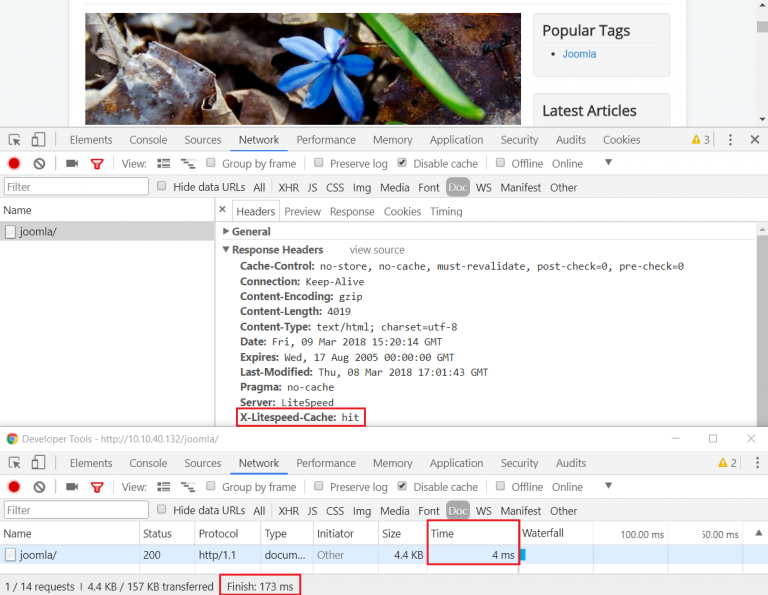 Popular Tags
Joomla
Latest Articles
Elements Console Sources Network Performance Memory Application Security Audits Cookies 3
View: Group by frame Preserve log Disable cache Offline Online
Filter Hide data URLs All XHR JS CSS Img Media Font Doc WS Manifest Other
Name Headers Preview Response Cookies Timing
joomla/ General
Response Headers view source
Cache-Control: no-store, no-cache, must-revalidate, post-check=0, pre-check=0
Connection: Keep-Alive
Content-Encoding: gzip
Content-Length: 4019
Content-Type: text/html; charset=utf-8
Date: Fri, 09 Mar 2018 15:20:14 GMT
Expires: Wed, 17 Aug 2005 00:00:00 GMT
Last-Modified: Thu, 08 Mar 2018 17:01:43 GMT
Pragma: no-cache
Server: LiteSpeed
X-Litespeed-Cache: hit
Developer Tools - http://10.10.40.132/joomla/
Elements Console Sources Network Performance Memory Application Security Audits 2
View: Group by frame Preserve log Disable cache Offline Online
Filter Hide data URLs All XHR JS CSS Img Media Font Doc WS Manifest Other
Name Status Protocol Type Initiator Size Time Waterfall 100.00 ms 50.00 ms
joomla/ 200 http/1.1 docum... Other 4.4 KB 4 ms
1 / 14 requests | 4.4 KB / 157 KB transferred Finish: 173 ms